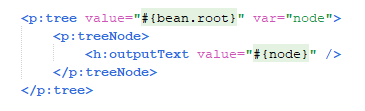 <p:tree value="#{bean.root}" var="node">
    <p:treeNode>
        <h:outputText value="#{node}" />
    </p:treeNode>
</p:tree>